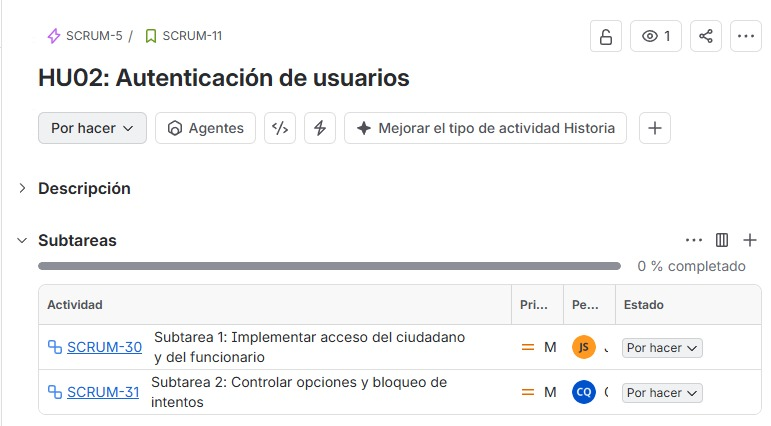 SCRUM-5 / SCRUM-11
1
HU02: Autenticación de usuarios
Por hacer Agentes </> Mejorar el tipo de actividad Historia
Descripción
Subtareas
0 % completado
Actividad Pri... Pe... Estado
SCRUM-30 Subtarea 1: Implementar acceso del ciudadano
y del funcionario
M JS Por hacer
SCRUM-31 Subtarea 2: Controlar opciones y bloqueo de
intentos
M CQ Por hacer